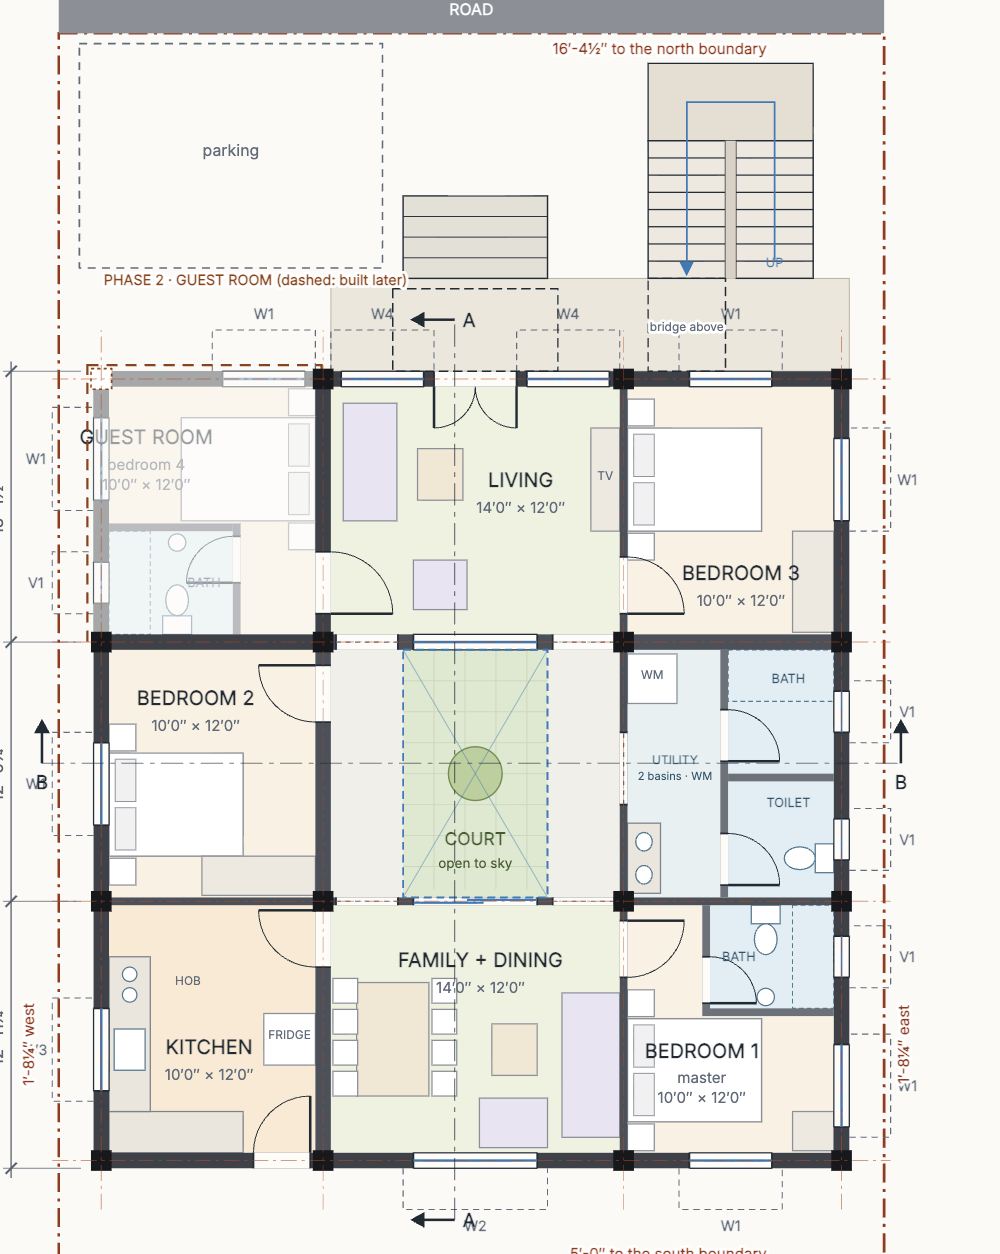 ROAD
16'-4½" to the north boundary
parking
UP
PHASE 2 · GUEST ROOM (dashed: built later)
W1
W4
A
W4
bridge above
W1
GUEST ROOM
bedroom 4
10'0" × 12'0"
W1
LIVING
14'0" × 12'0"
TV
W1
BEDROOM 3
10'0" × 12'0"
V1
BATH
BEDROOM 2
10'0" × 12'0"
WM
BATH
V1
UTILITY
2 basins · WM
B
B
TOILET
COURT
open to sky
V1
FAMILY + DINING
14'0" × 12'0"
BATH
V1
HOB
FRIDGE
KITCHEN
10'0" × 12'0"
BEDROOM 1
master
10'0" × 12'0"
1'-8¼" west
1'-8¼" east
W1
A
W2
W1
5'-0" to the south boundary